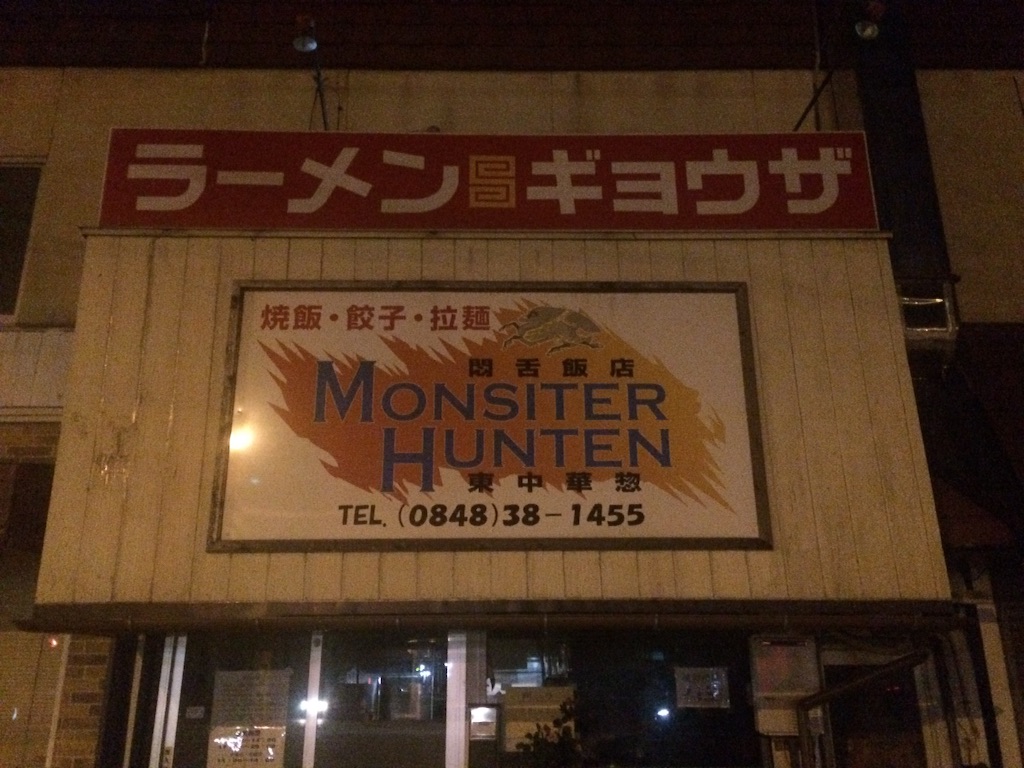 ラーメン ギョウザ
焼飯・餃子・拉麺
悶舌飯店
MONSITER
HUNTEN
東中華惣
TEL.(0848)38-1455